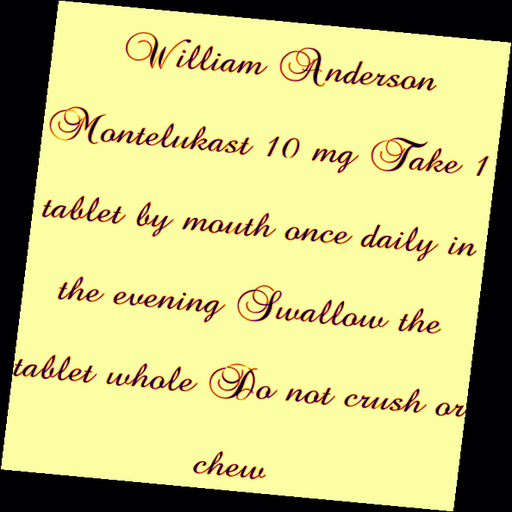 William Anderson
Montelukast 10 mg Take 1
tablet by mouth once daily in
the evening Swallow the
tablet whole Do not crush or
chew